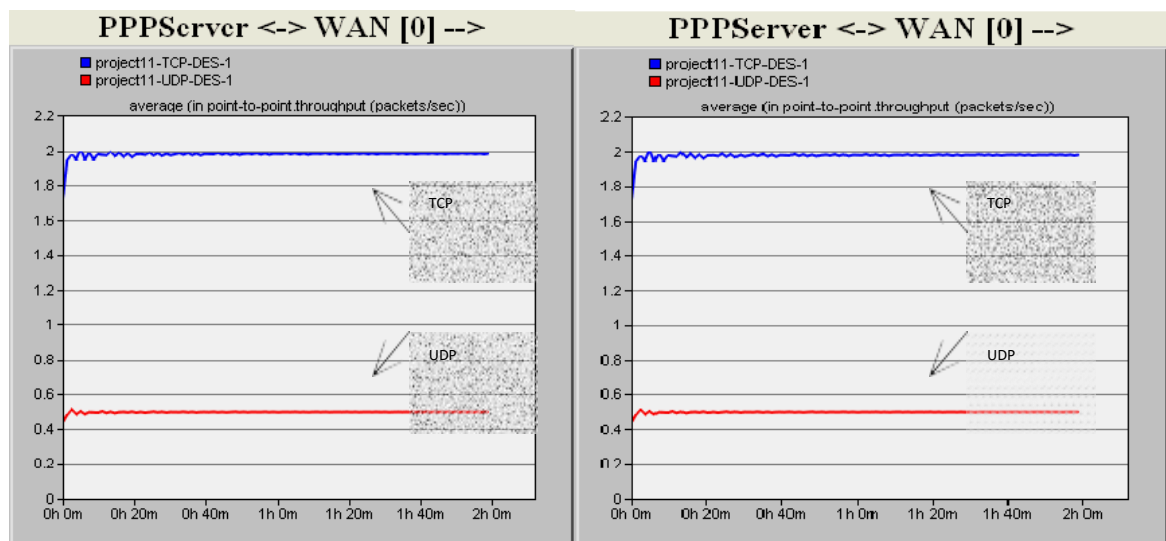 PPPServer <-> WAN [0] -->
project11-TCP-DES-1
project11-UDP-DES-1
average (in point-to-point.throughput (packets/sec))
2.2
2
1.8
1.6
1.4
1.2
1
0.8
0.6
0.4
0.2
0
TCP
UDP
0h 0m 0h 20m 0h 40m 1h 0m 1h 20m 1h 40m 2h 0m
PPPServer <-> WAN [0] -->
project11-TCP-DES-1
project11-UDP-DES-1
average (in point-to-point.throughput (packets/sec))
2.2
2
1.8
1.6
1.4
1.2
1
0.8
0.6
0.4
0.2
0
TCP
UDP
0h 0m 0h 20m 0h 40m 1h 0m 1h 20m 1h 40m 2h 0m